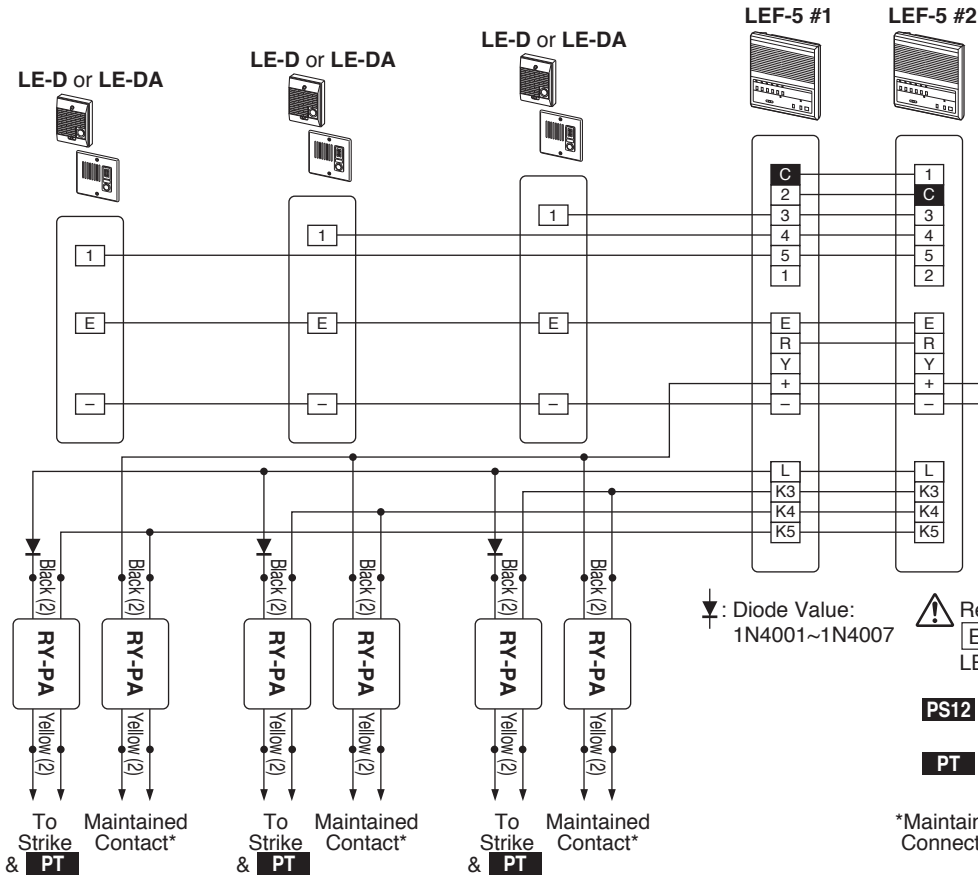 LEF-5 #1
LEF-5 #2
LE-D or LE-DA
LE-D or LE-DA
LE-D or LE-DA
1
E
–
1
E
–
1
E
–
C
2
3
4
5
1
E
R
Y
+
–
L
K3
K4
K5
1
C
3
4
5
2
E
R
Y
+
–
L
K3
K4
K5
Black (2)
Black (2)
Black (2)
Black (2)
Black (2)
Black (2)
RY-PA
RY-PA
RY-PA
RY-PA
RY-PA
RY-PA
Yellow (2)
Yellow (2)
Yellow (2)
Yellow (2)
Yellow (2)
Yellow (2)
To
Strike
& PT
Maintained
Contact*
To
Strike
& PT
Maintained
Contact*
To
Strike
& PT
Maintained
Contact*
: Diode Value:
1N4001~1N4007
Re
E
LE
PS12
PT
*Maintain
Connect